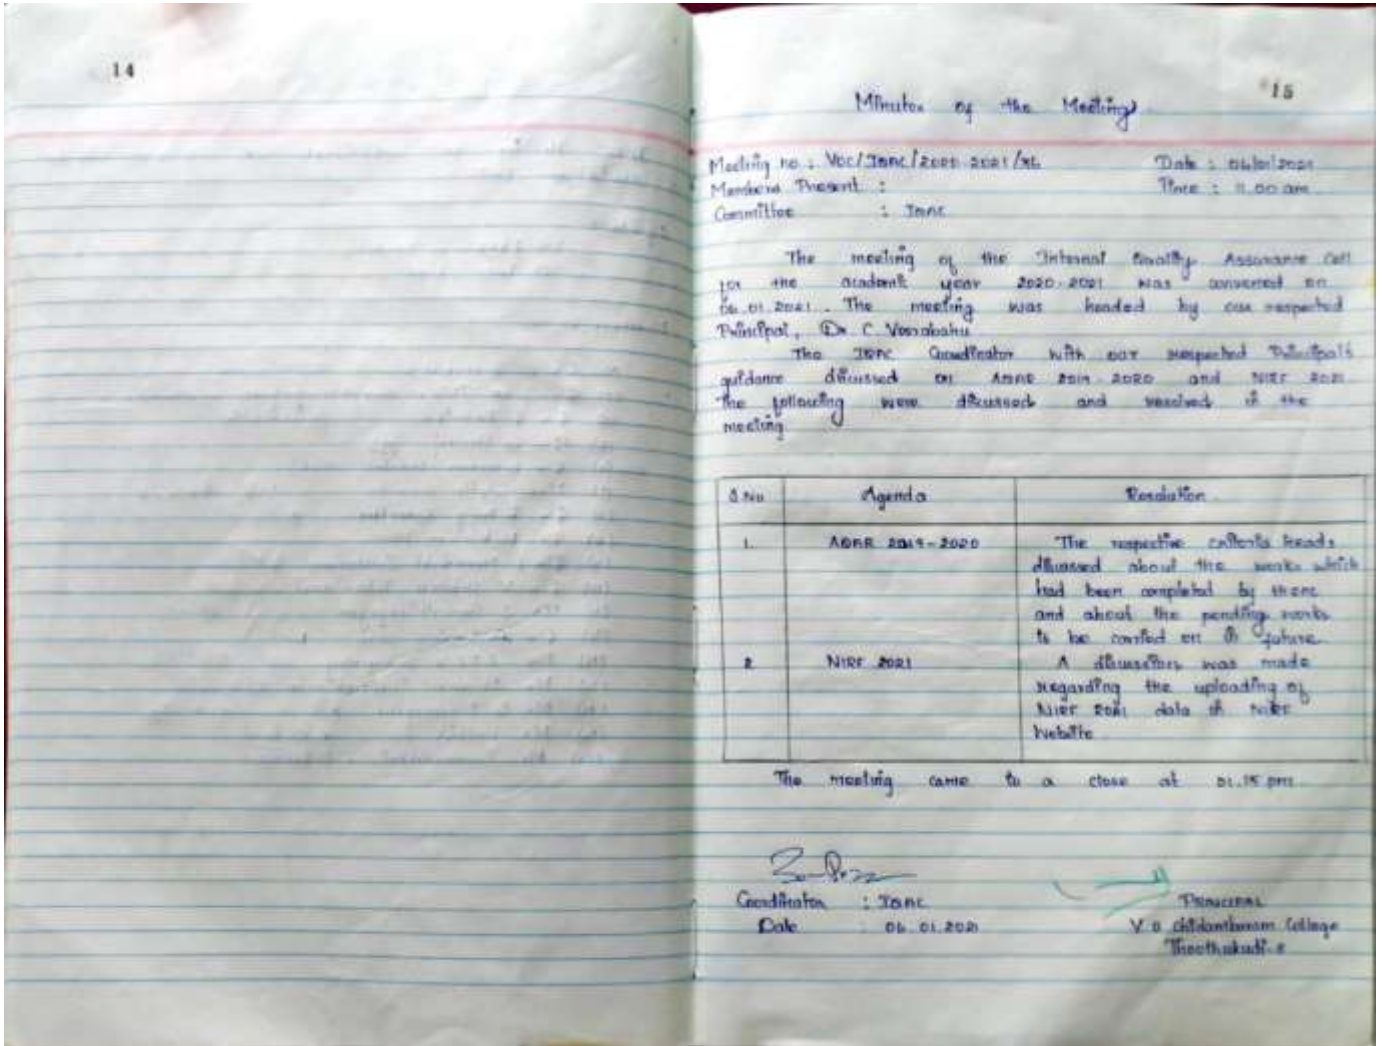 14
15
Minutes of the Meeting
Meeting no : VOC/IQAC/2020-2021/
Date : 06/01/2021
Members Present :
Time : 11.00 am
Committee : IQAC
The meeting of the Internal Quality Assurance Cell
for the academic year 2020-2021 was convened on
06.01.2021. The meeting was headed by our respected
Principal, Dr. C. Veerabahu
The IQAC Coordinator with our respected Principal's
guidance discussed on AQAR 2019-2020 and NIRF 2021
The following were discussed and resolved in the
meeting
S.No Agenda Resolution
1. AQAR 2019-2020 The respective criteria heads
discussed about the works which
had been completed by them
and about the pending works
to be carried on in future
2 NIRF 2021 A discussion was made
regarding the uploading of
NIRF 2021 data in NIRF
Website
The meeting came to a close at 01.15 pm
Coordinator : IQAC
PRINCIPAL
Date : 06.01.2021
V.O. Chidambaram College
Thoothukudi-8